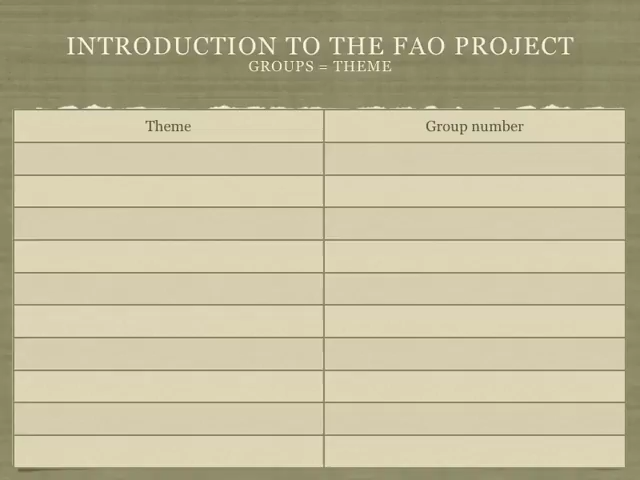 INTRODUCTION TO THE FAO PROJECT
GROUPS = THEME
Theme Group number